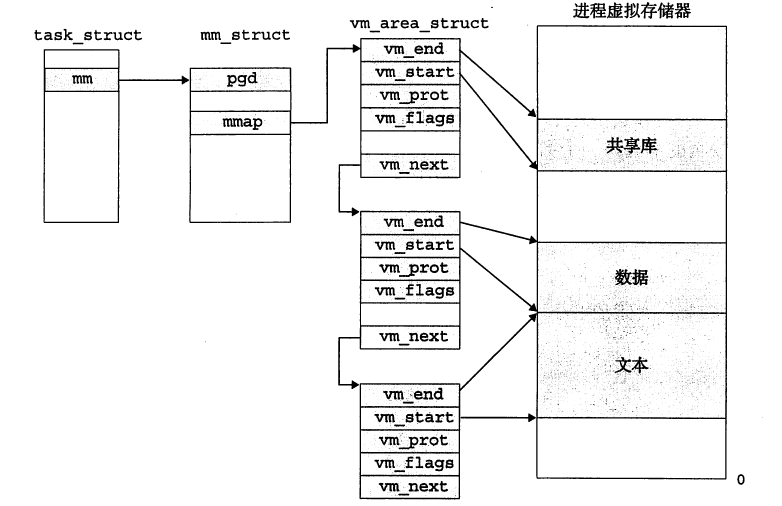 task_struct
mm
mm_struct
pgd
mmap
vm_area_struct
vm_end
vm_start
vm_prot
vm_flags
vm_next
vm_end
vm_start
vm_prot
vm_flags
vm_next
vm_end
vm_start
vm_prot
vm_flags
vm_next
进程虚拟存储器
共享库
数据
文本
0